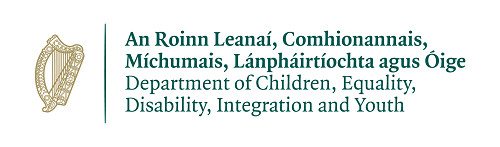 An Roinn Leanaí, Comhionannais,
Míchumais, Lánpháirtíochta agus Óige
Department of Children, Equality,
Disability, Integration and Youth